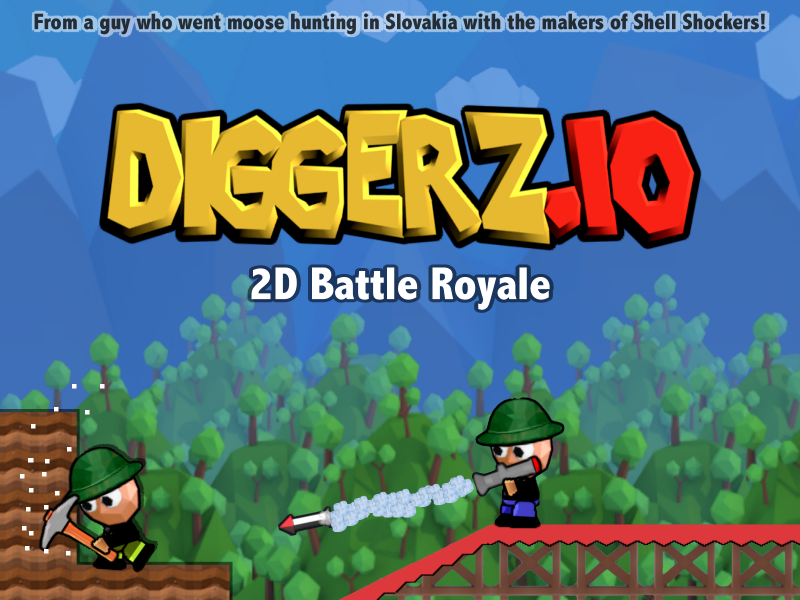 From a guy who went moose hunting in Slovakia with the makers of Shell Shockers!
DIGGERZ.IO
2D Battle Royale